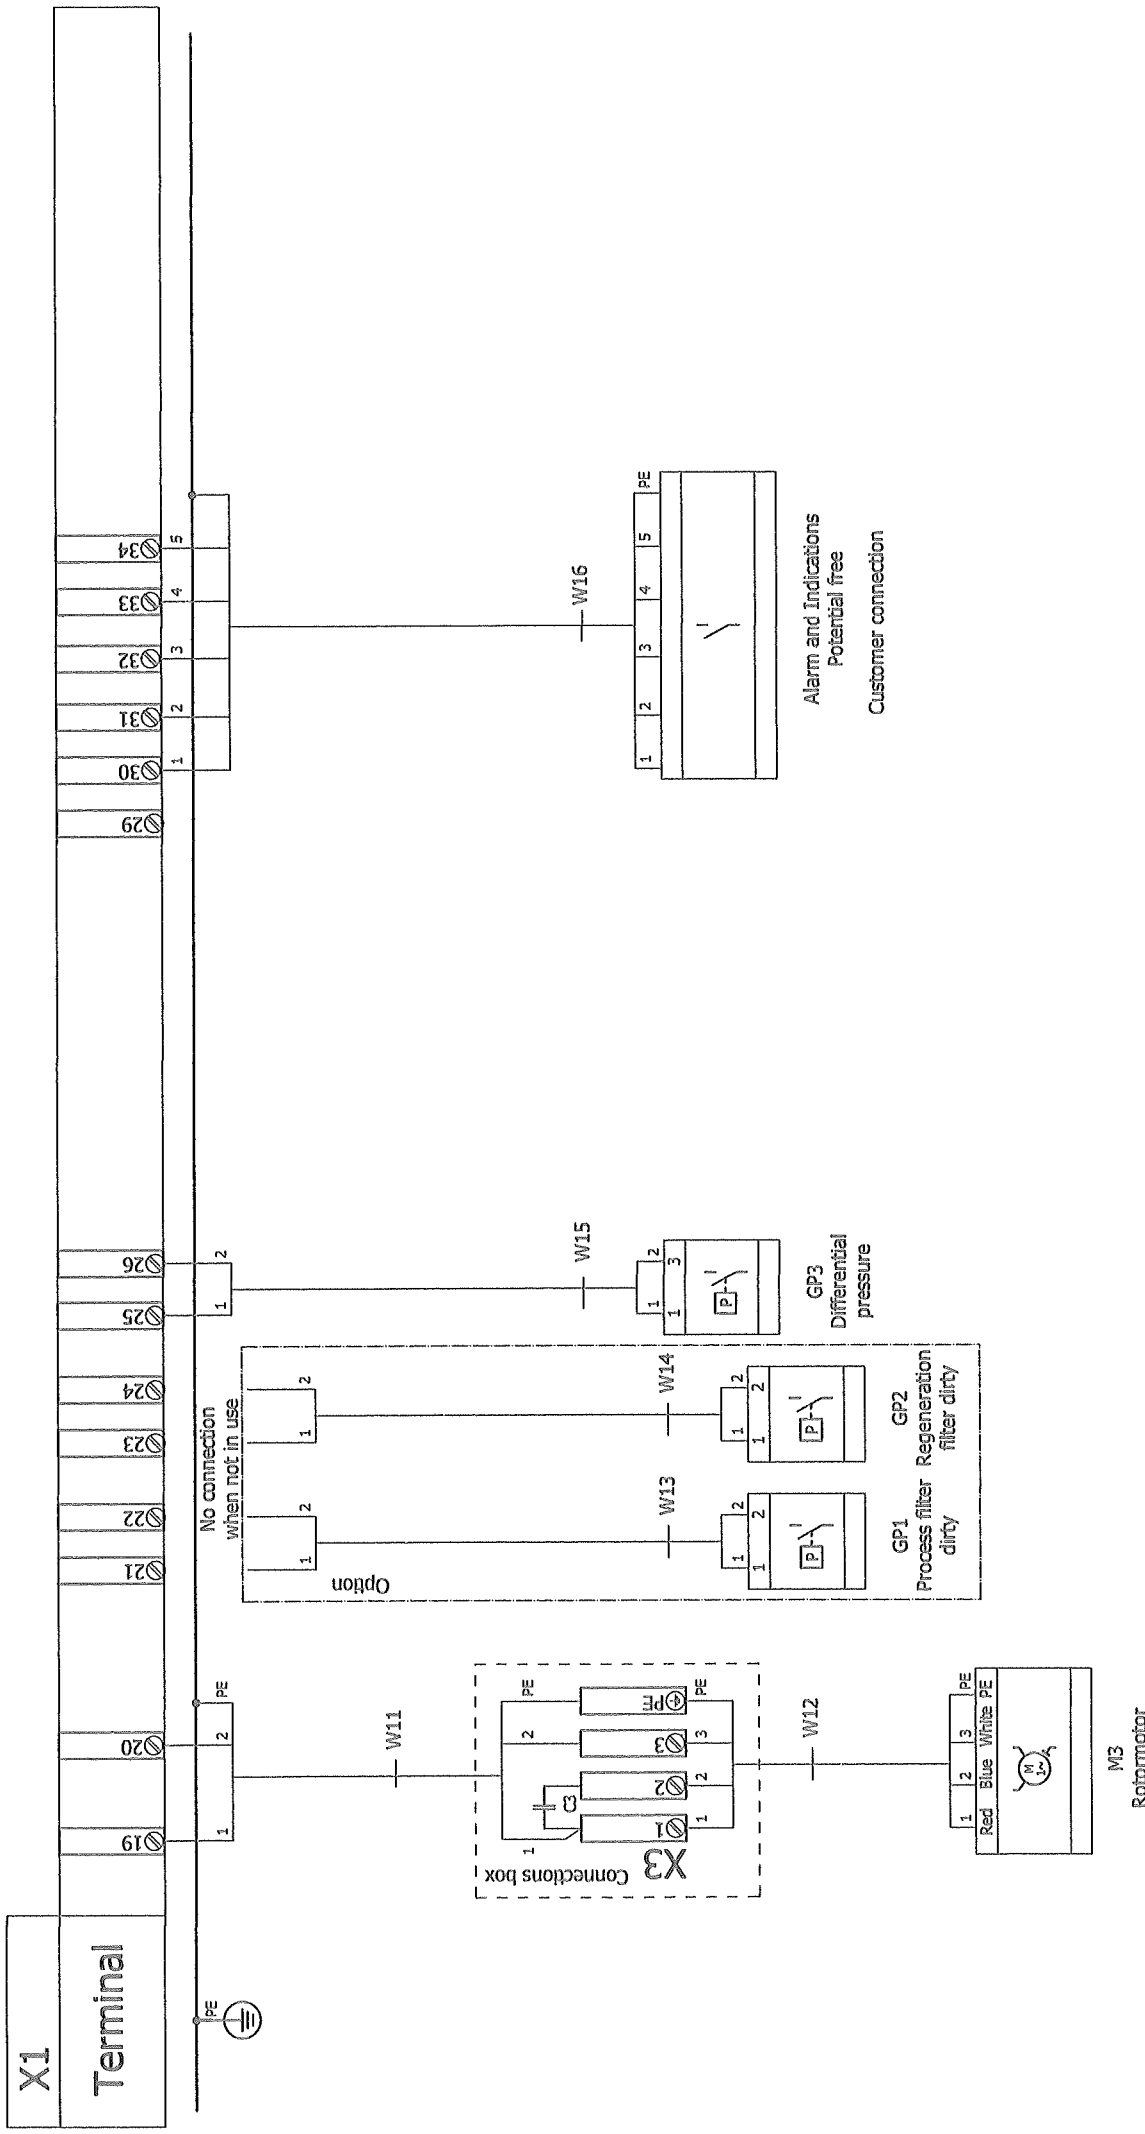 X1
Terminal
19
20
21
22
23
24
25
26
29
30
31
32
33
34
PE
1
2
PE
W11
Connections box
X3
1
2
PE
C3
1
2
3
PE
1
2
3
PE
W12
1
2
3
PE
Red
Blue
White
PE
M
1~
M3
Rotormotor
No connection
when not in use
Option
1
2
W13
1
2
1
2
P
GP1
Process filter
dirty
1
2
W14
1
2
1
2
P
GP2
Regeneration
filter dirty
1
2
W15
1
2
1
3
P
GP3
Differential
pressure
1
2
3
4
5
W16
1
2
3
4
5
PE
Alarm and Indications
Potential free
Customer connection